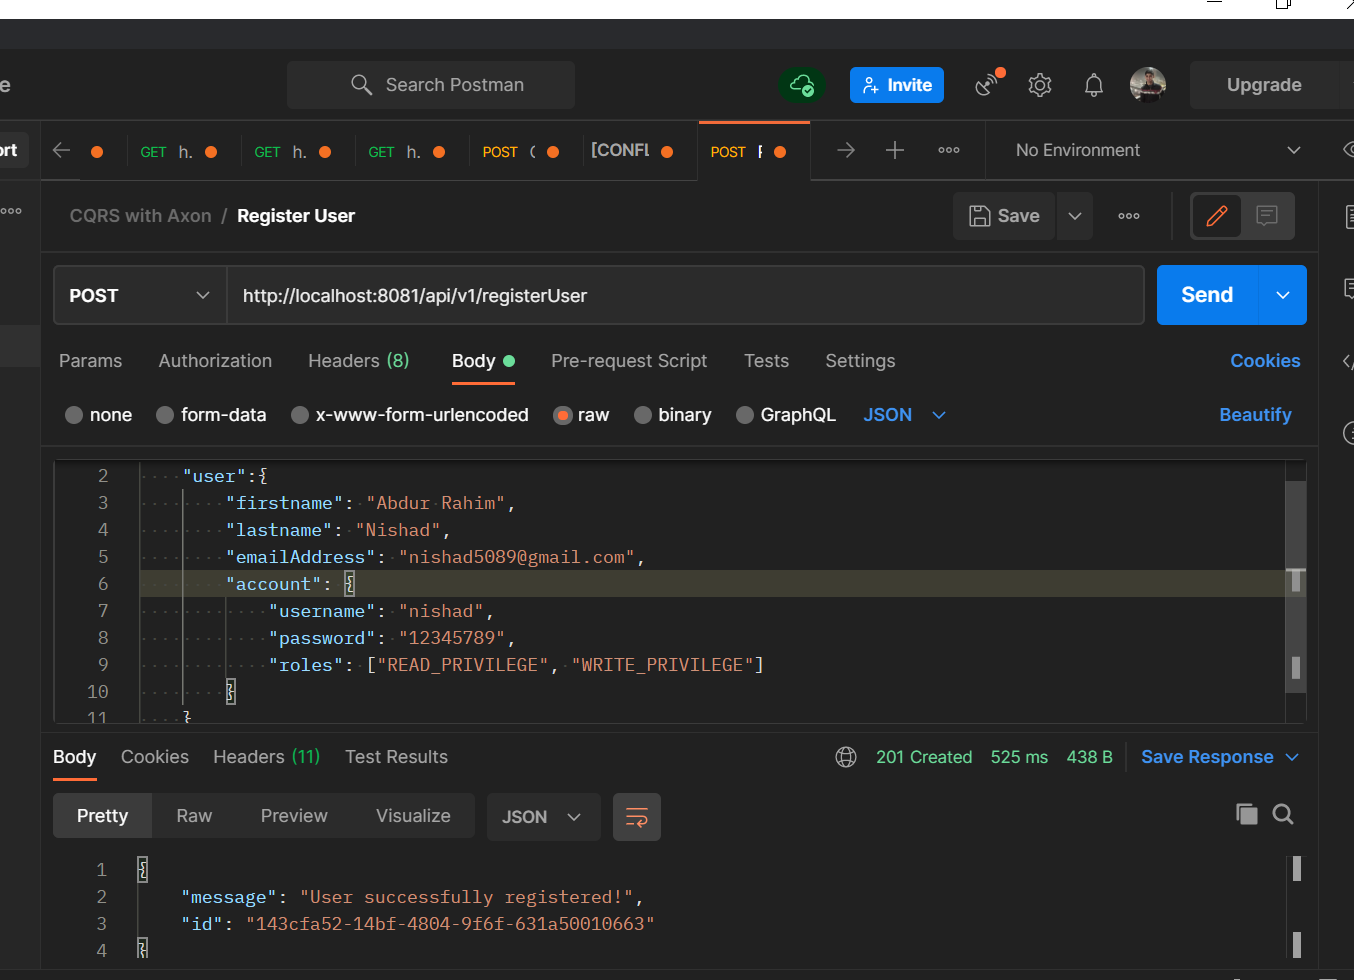 e
Search Postman
Invite
Upgrade
ort
GET h.
GET h.
GET h.
POST
[CONFL
POST
No Environment
CQRS with Axon / Register User
Save
POST
http://localhost:8081/api/v1/registerUser
Send
Params Authorization Headers (8) Body Pre-request Script Tests Settings Cookies
none form-data x-www-form-urlencoded raw binary GraphQL JSON Beautify
2 "user":{
3 "firstname": "Abdur Rahim",
4 "lastname": "Nishad",
5 "emailAddress": "nishad5089@gmail.com",
6 "account": {
7 "username": "nishad",
8 "password": "12345789",
9 "roles": ["READ_PRIVILEGE", "WRITE_PRIVILEGE"]
10 }
11 }
Body Cookies Headers (11) Test Results 201 Created 525 ms 438 B Save Response
Pretty Raw Preview Visualize JSON
1 {
2 "message": "User successfully registered!",
3 "id": "143cfa52-14bf-4804-9f6f-631a50010663"
4 }